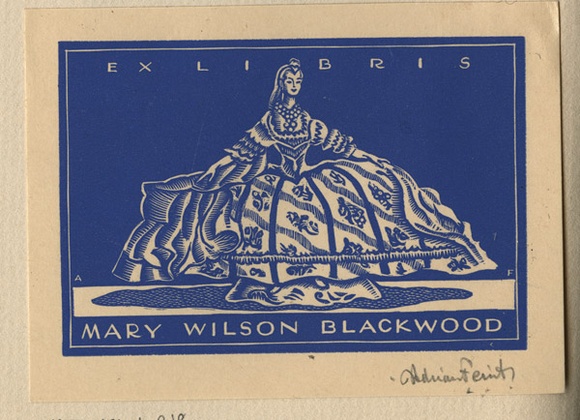 EX LIBRIS
A F
MARY WILSON BLACKWOOD
Adrian Feint